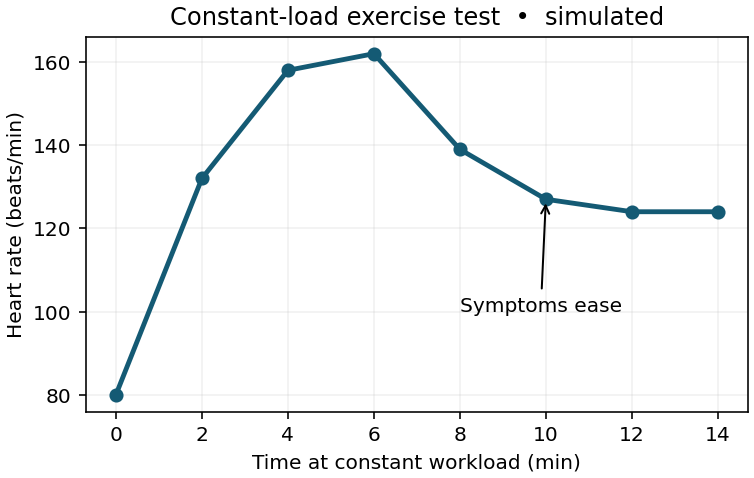 Constant-load exercise test • simulated
Heart rate (beats/min)
160
140
120
100
80
Symptoms ease
0 2 4 6 8 10 12 14
Time at constant workload (min)